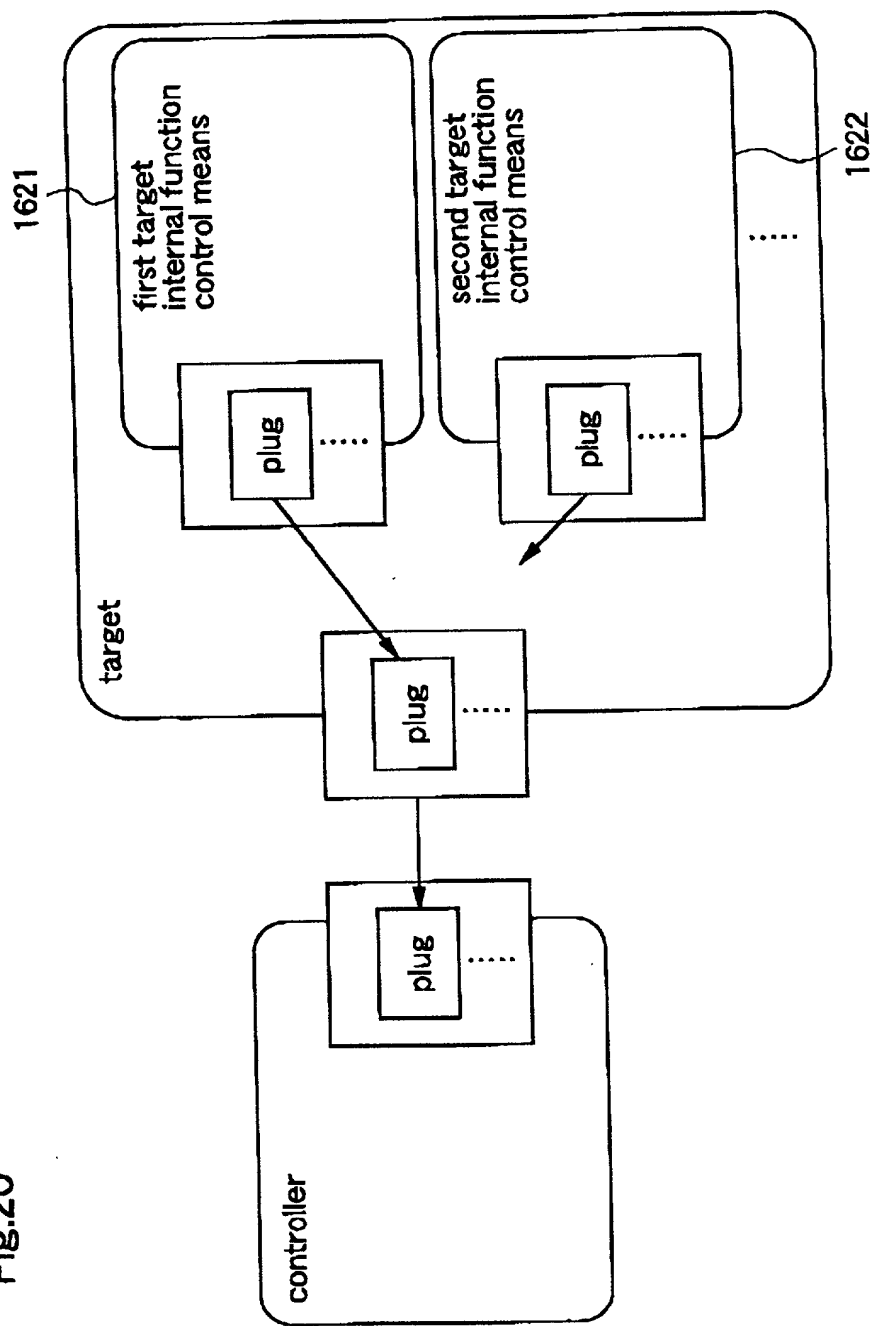 Fig.20
controller
plug
.....
target
plug
.....
first target
internal function
control means
plug
.....
1621
second target
internal function
control means
plug
.....
1622
.....